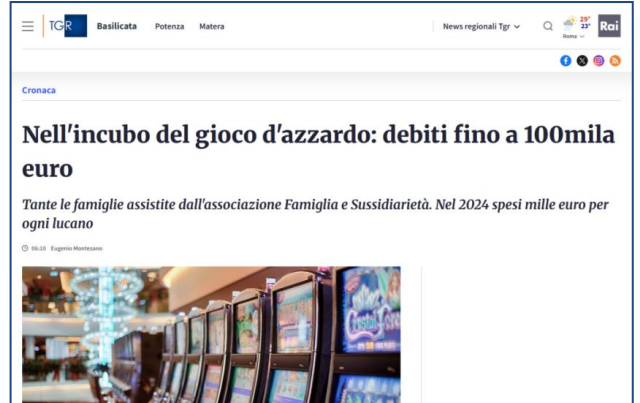 TGR Basilicata Potenza Matera News regionali Tgr 29° 23° Roma Rai
Cronaca
Nell'incubo del gioco d'azzardo: debiti fino a 100mila
euro
Tante le famiglie assistite dall'associazione Famiglia e Sussidiarietà. Nel 2024 spesi mille euro per
ogni lucano
06:10 Eugenio Montesano